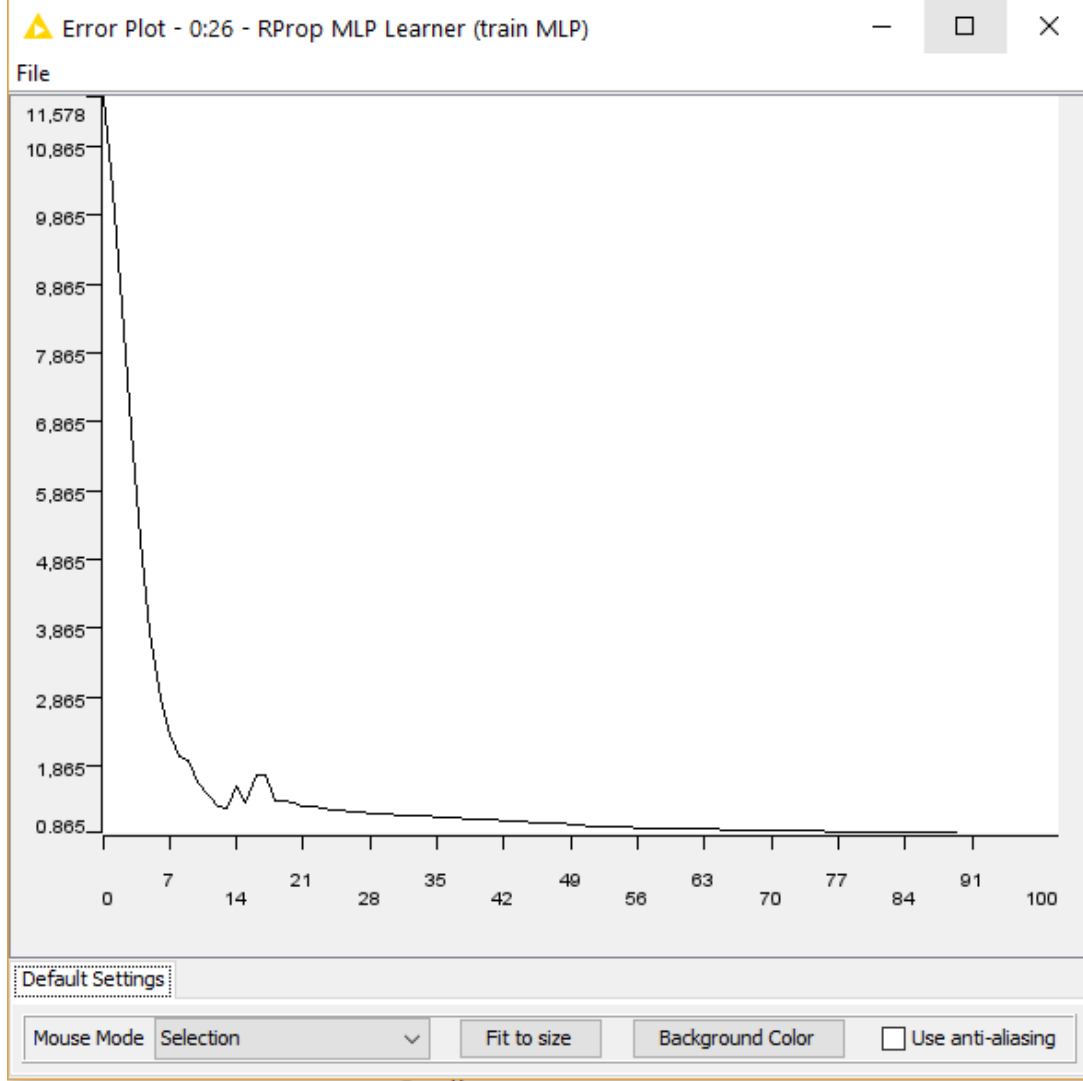 Error Plot - 0:26 - RProp MLP Learner (train MLP)
File
11,578
10,865
9,865
8,865
7,865
6,865
5,865
4,865
3,865
2,865
1,865
0.865
7 21 35 49 63 77 91
0 14 28 42 56 70 84 100
Default Settings
Mouse Mode Selection Fit to size Background Color Use anti-aliasing